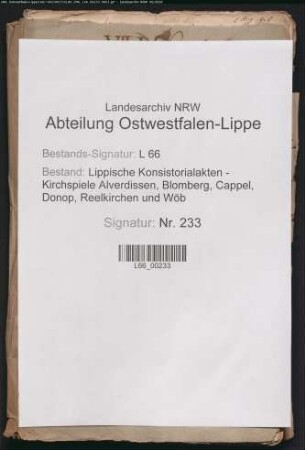 Landesarchiv NRW
Abteilung Ostwestfalen-Lippe
Bestands-Signatur: L 66
Bestand: Lippische Konsistorialakten -
Kirchspiele Alverdissen, Blomberg, Cappel,
Donop, Reelkirchen und Wöb
Signatur: Nr. 233
L66_00233